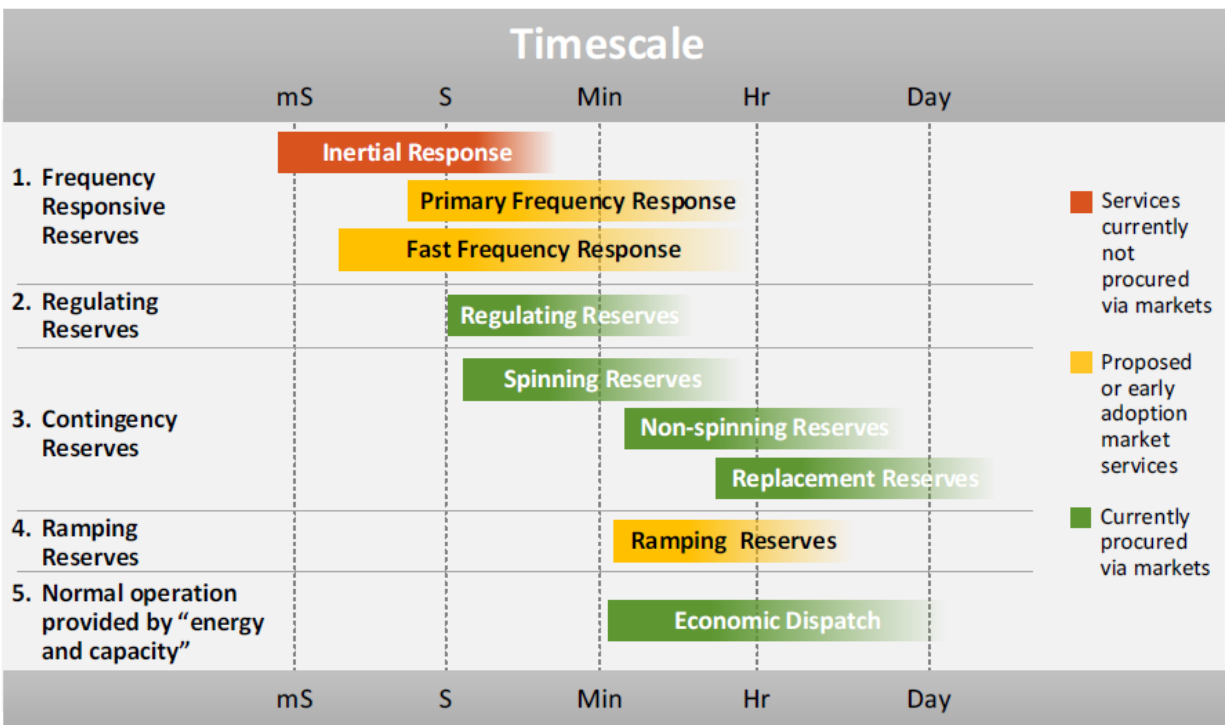 Timescale
mS S Min Hr Day
1. Frequency
Responsive
Reserves
Inertial Response
Primary Frequency Response
Fast Frequency Response
2. Regulating
Reserves
Regulating Reserves
3. Contingency
Reserves
Spinning Reserves
Non-spinning Reserves
Replacement Reserves
4. Ramping
Reserves
Ramping Reserves
5. Normal operation
provided by “energy
and capacity”
Economic Dispatch
Services
currently
not
procured
via markets
Proposed
or early
adoption
market
services
Currently
procured
via markets
mS S Min Hr Day